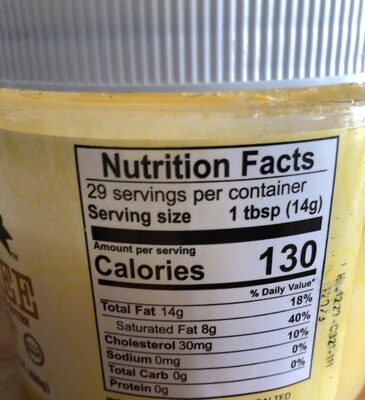 Nutrition Facts
29 servings per container
Serving size 1 tbsp (14g)
Amount per serving
Calories 130
% Daily Value*
Total Fat 14g 18%
Saturated Fat 8g 40%
Cholesterol 30mg 10%
Sodium 0mg 0%
Total Carb 0g 0%
Protein 0g